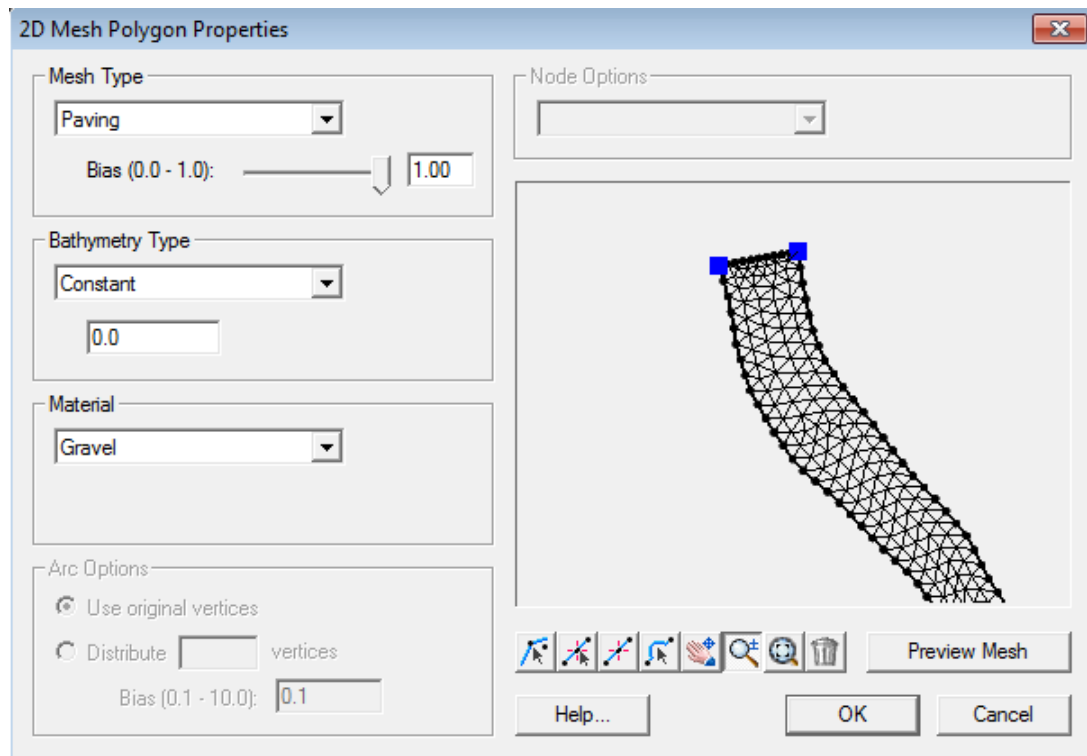 2D Mesh Polygon Properties
Mesh Type
Paving
Bias (0.0 - 1.0):
1.00
Bathymetry Type
Constant
0.0
Material
Gravel
Arc Options
Use original vertices
Distribute
vertices
Bias (0.1 - 10.0):
0.1
Node Options
Preview Mesh
Help...
OK
Cancel